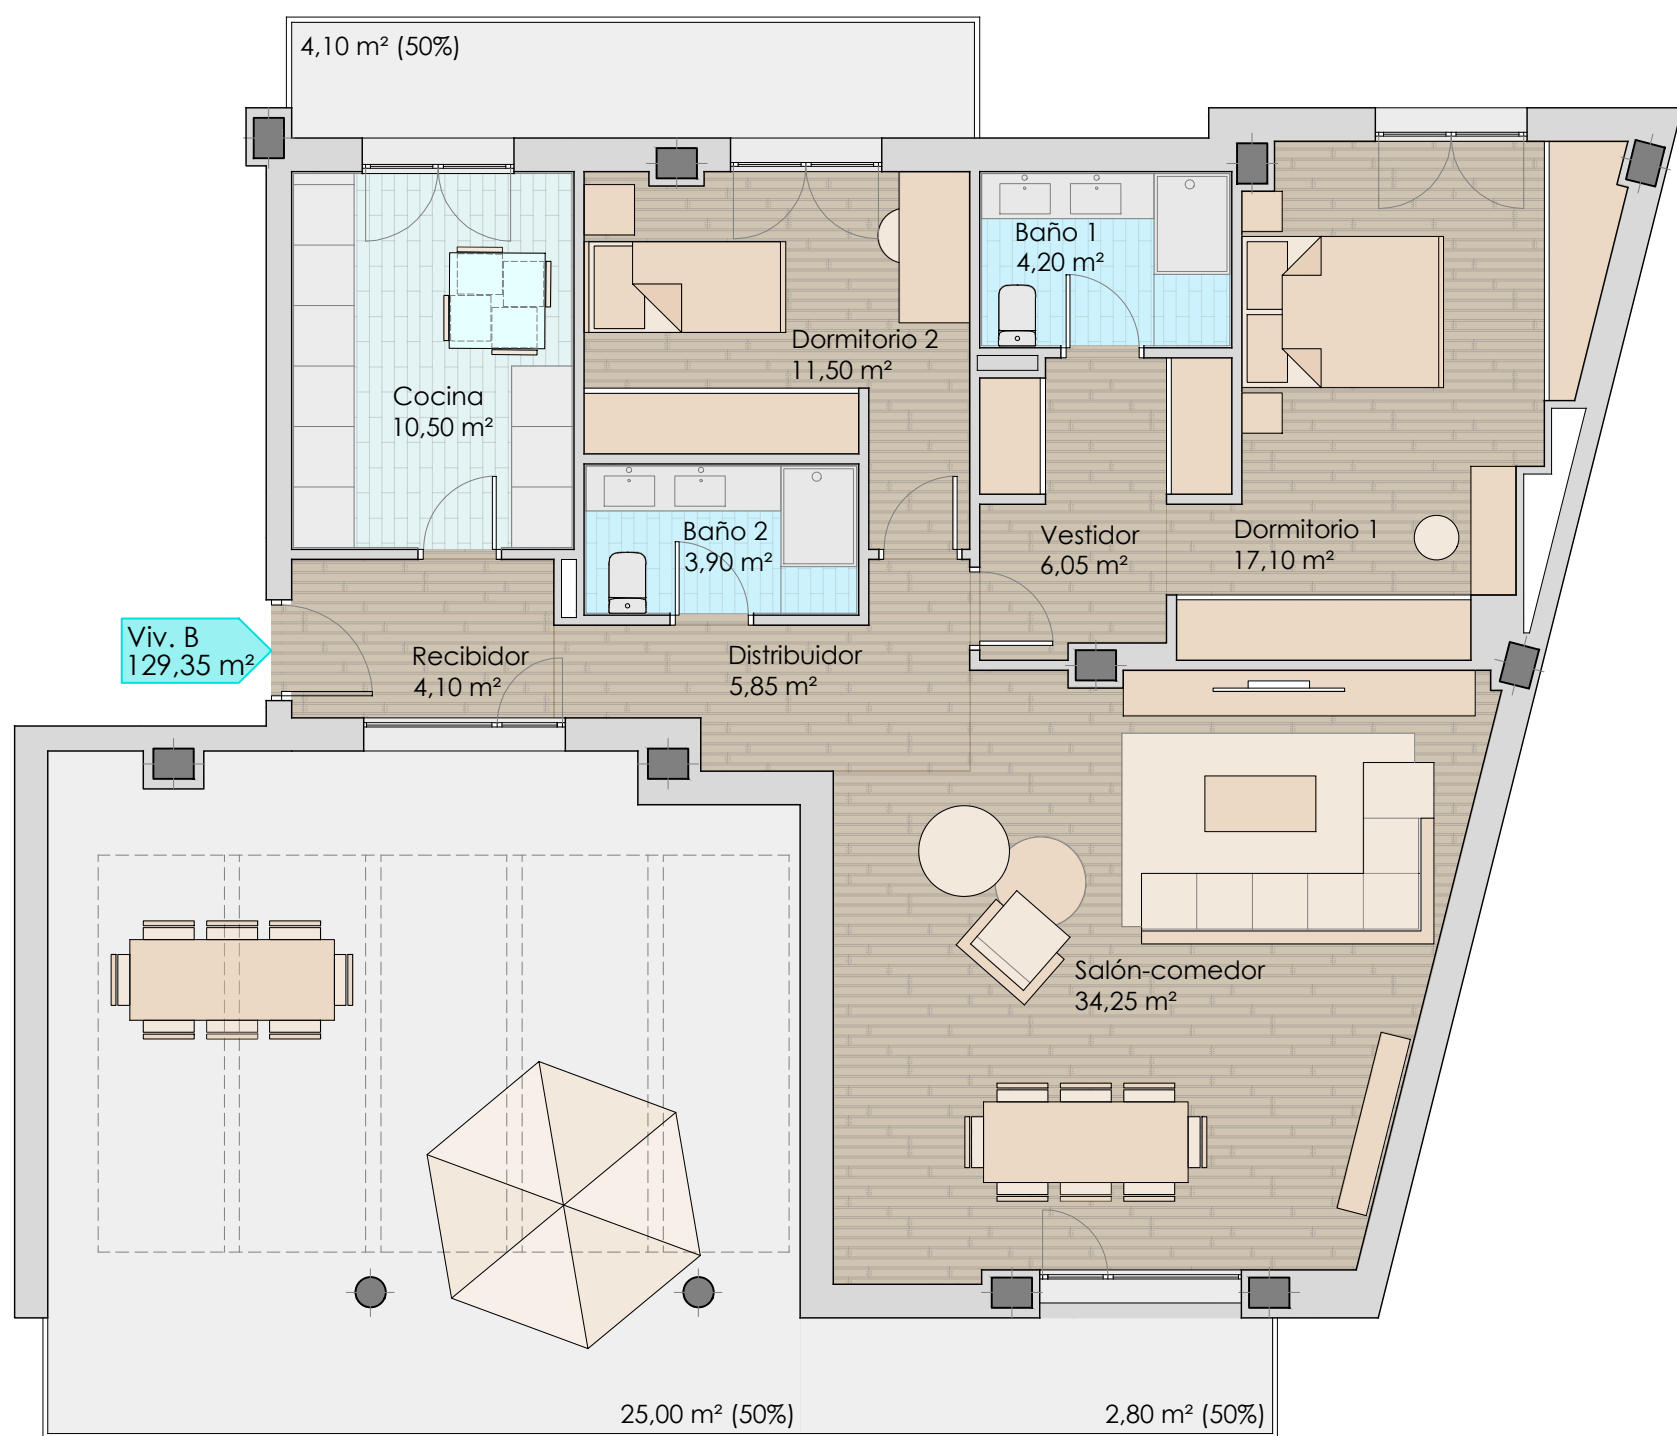 4,10 m² (50%)
Baño 1
4,20 m²
Dormitorio 2
11,50 m²
Cocina
10,50 m²
Baño 2
3,90 m²
Vestidor
6,05 m²
Dormitorio 1
17,10 m²
Viv. B
129,35 m²
Recibidor
4,10 m²
Distribuidor
5,85 m²
Salón-comedor
34,25 m²
25,00 m² (50%)
2,80 m² (50%)